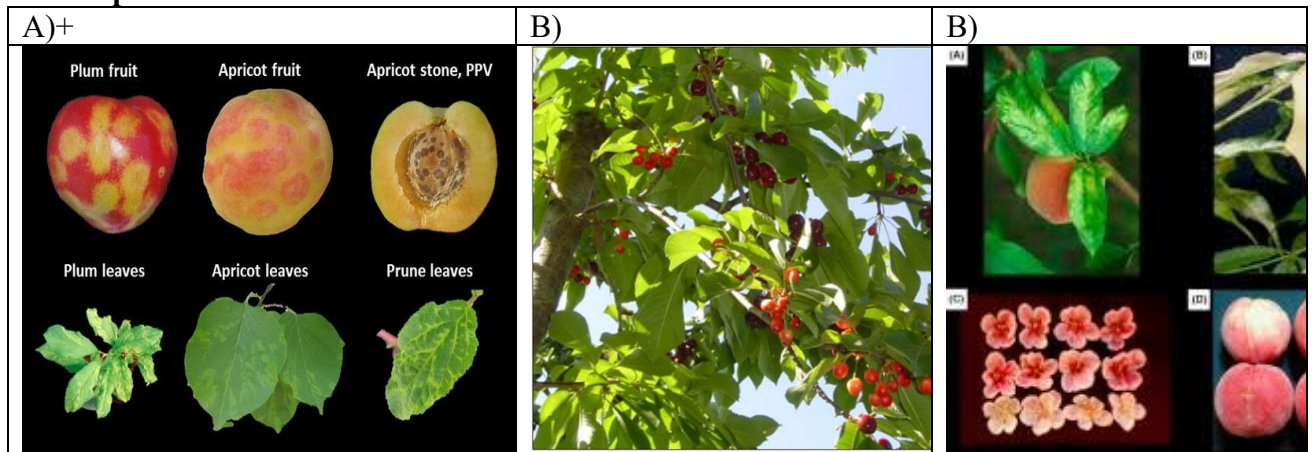 A)+
B)
B)
Plum fruit
Apricot fruit
Apricot stone, PPV
Plum leaves
Apricot leaves
Prune leaves
(A)
(B)
(C)
(D)